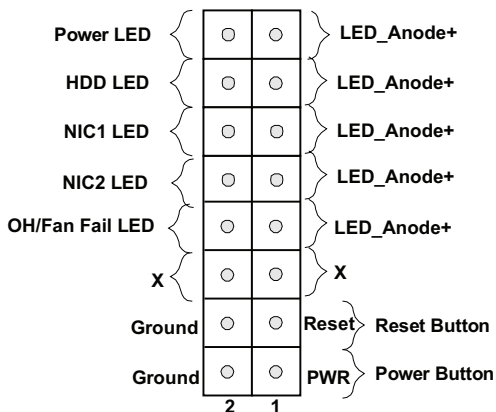 Power LED LED_Anode+
HDD LED LED_Anode+
NIC1 LED LED_Anode+
NIC2 LED LED_Anode+
OH/Fan Fail LED LED_Anode+
X X
Ground Reset Reset Button
Ground PWR Power Button
2 1